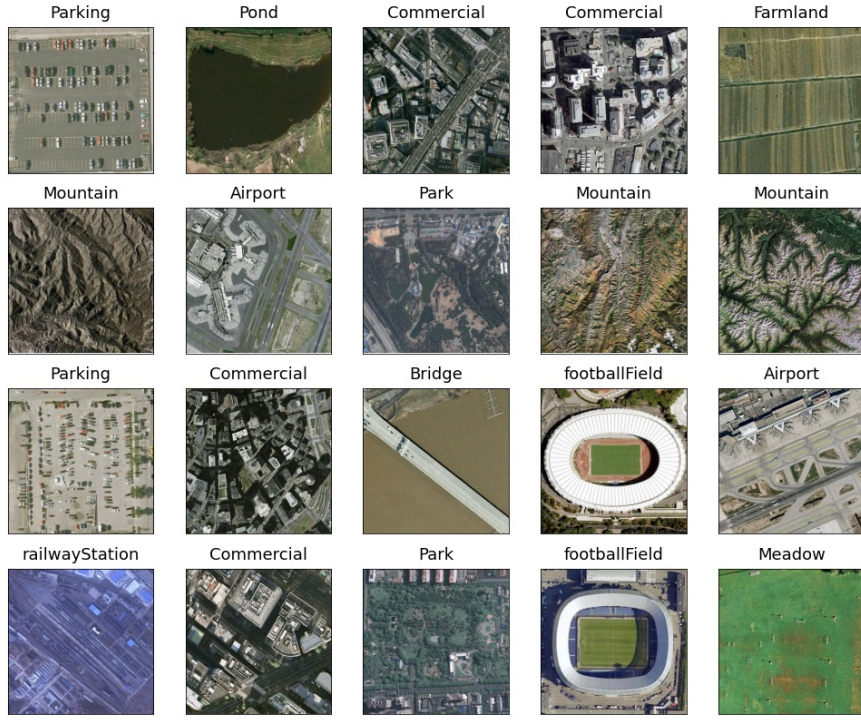 Parking Pond Commercial Commercial Farmland
Mountain Airport Park Mountain Mountain
Parking Commercial Bridge footballField Airport
railwayStation Commercial Park footballField Meadow